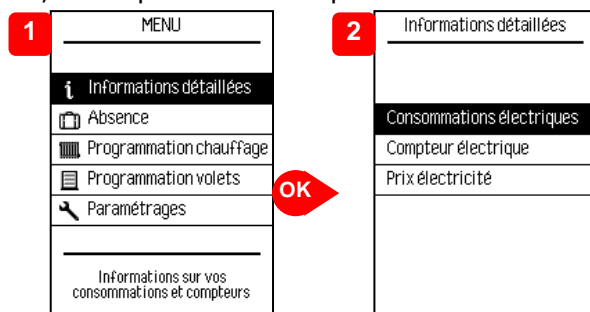 1
MENU
i Informations détaillées
Absence
Programmation chauffage
Programmation volets
Paramétrages
Informations sur vos
consommations et compteurs
OK
2
Informations détaillées
Consommations électriques
Compteur électrique
Prix électricité